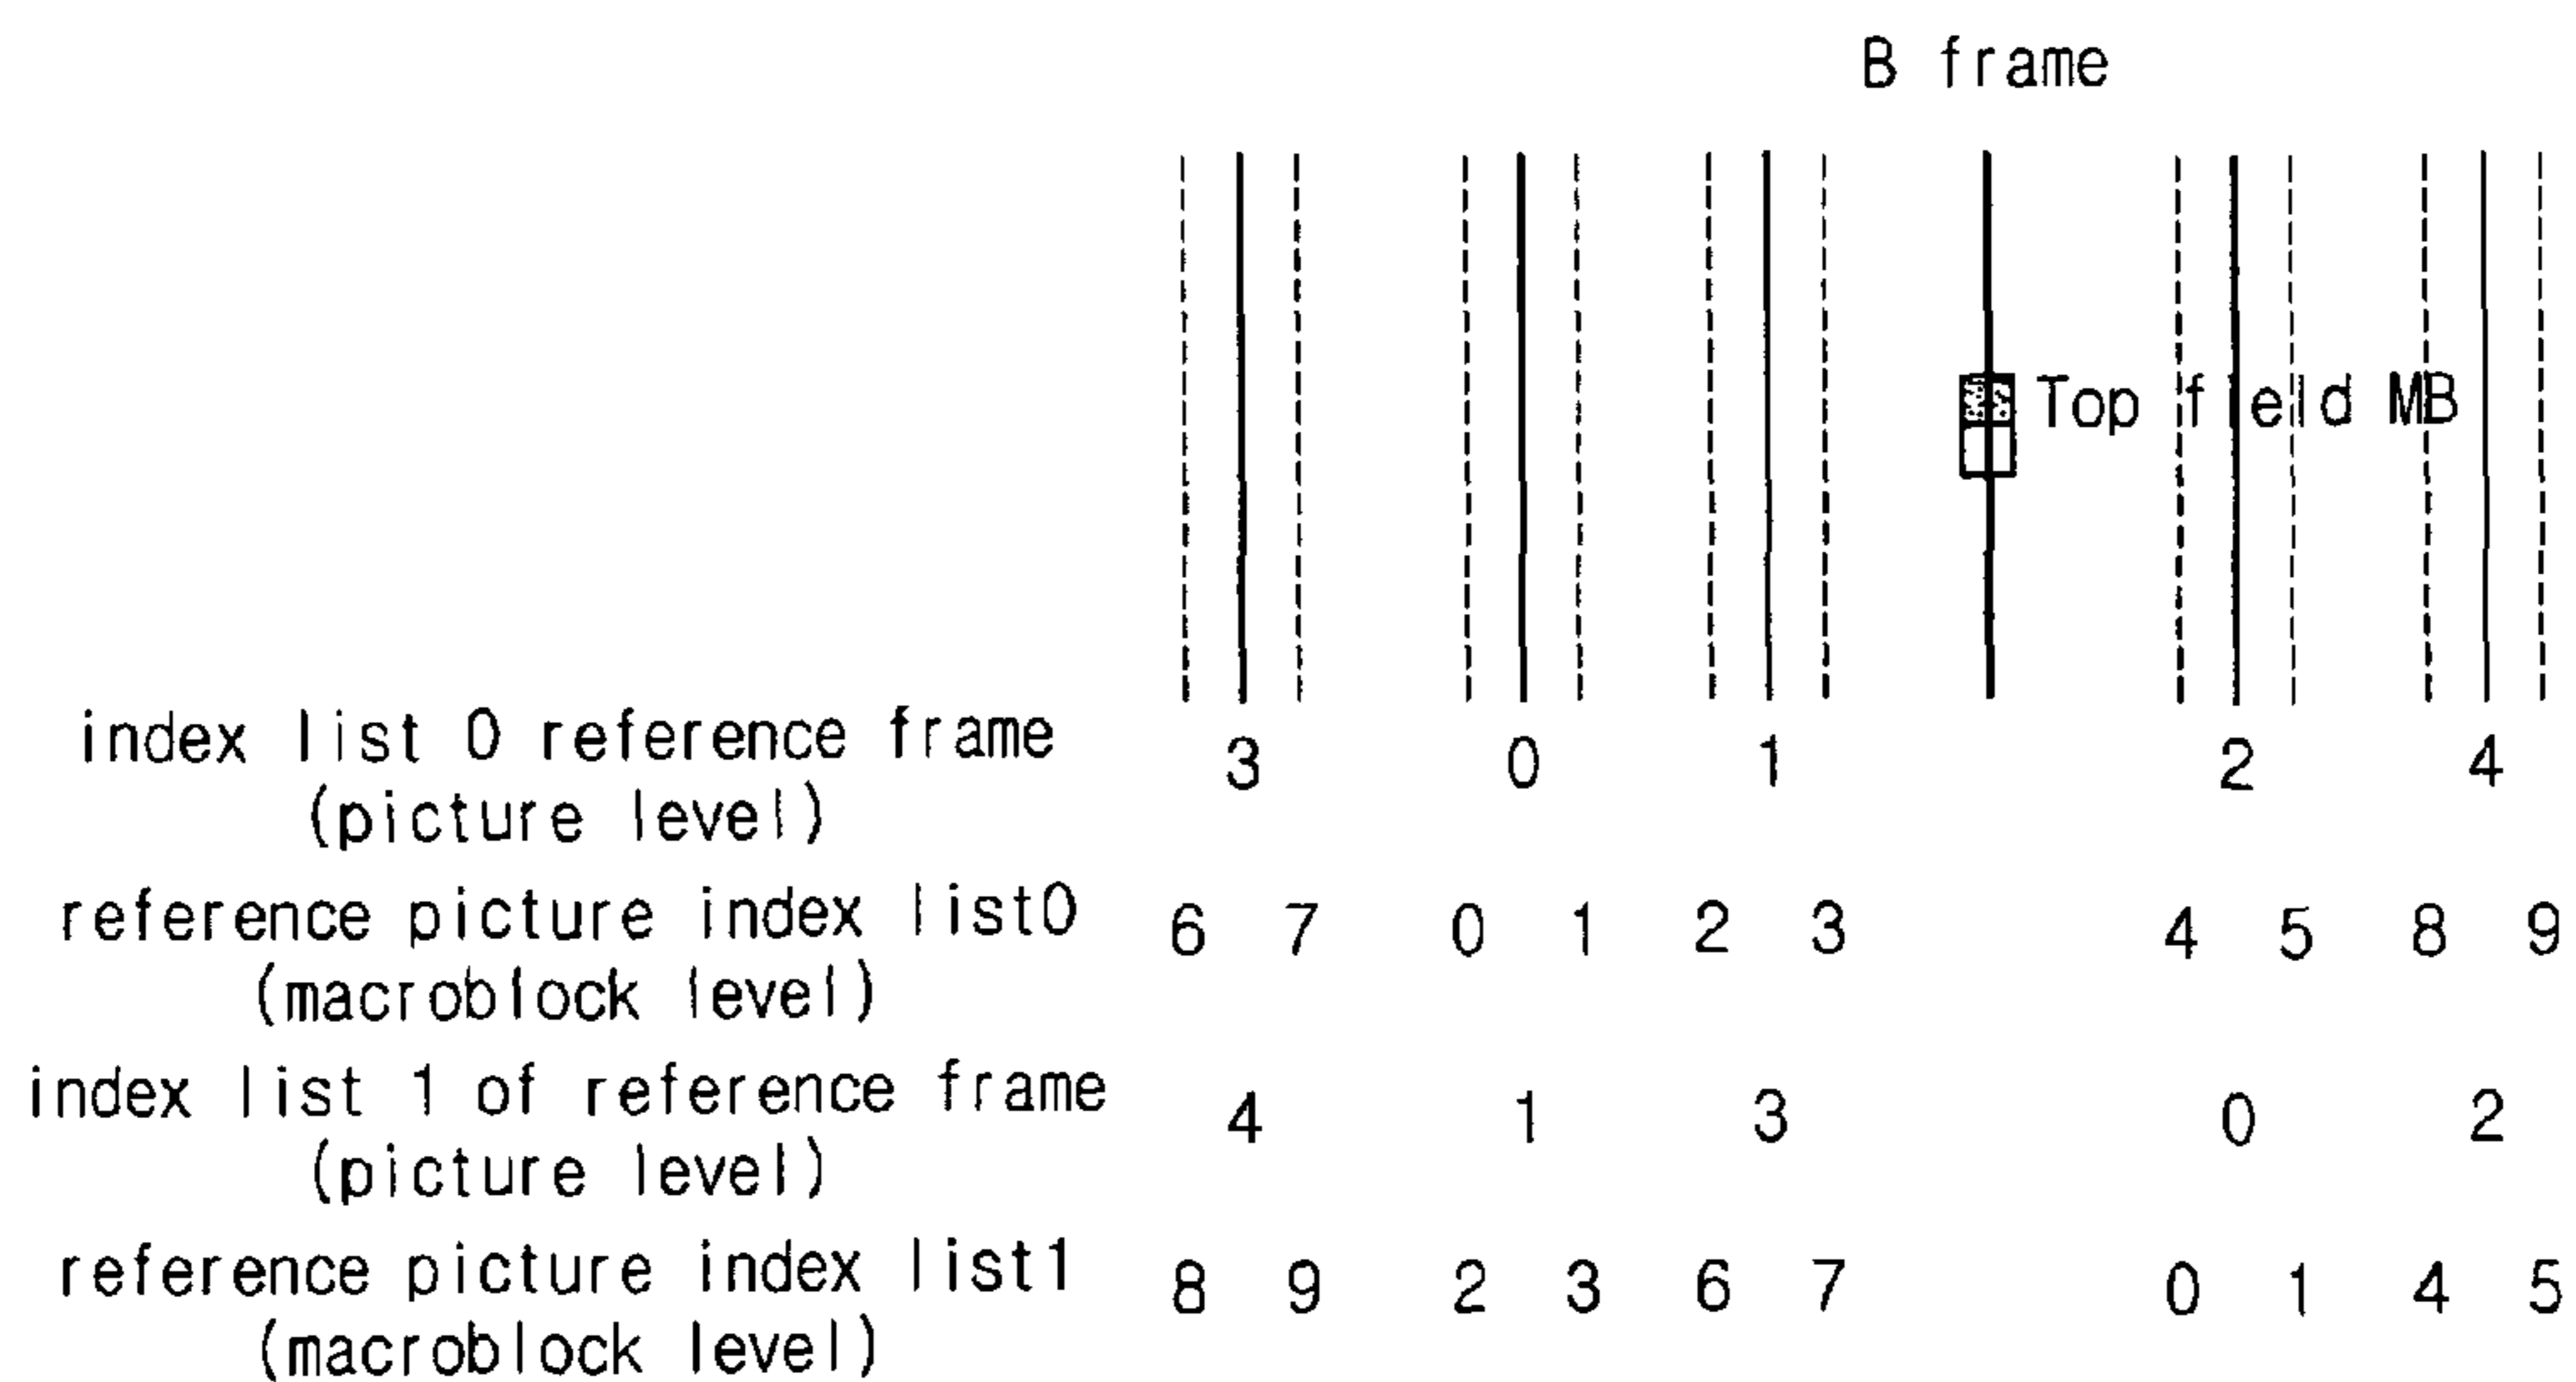 B frame
Top field MB
index list 0 reference frame 3 0 1 2 4
(picture level)
reference picture index list0 6 7 0 1 2 3 4 5 8 9
(macroblock level)
index list 1 of reference frame 4 1 3 0 2
(picture level)
reference picture index list1 8 9 2 3 6 7 0 1 4 5
(macroblock level)